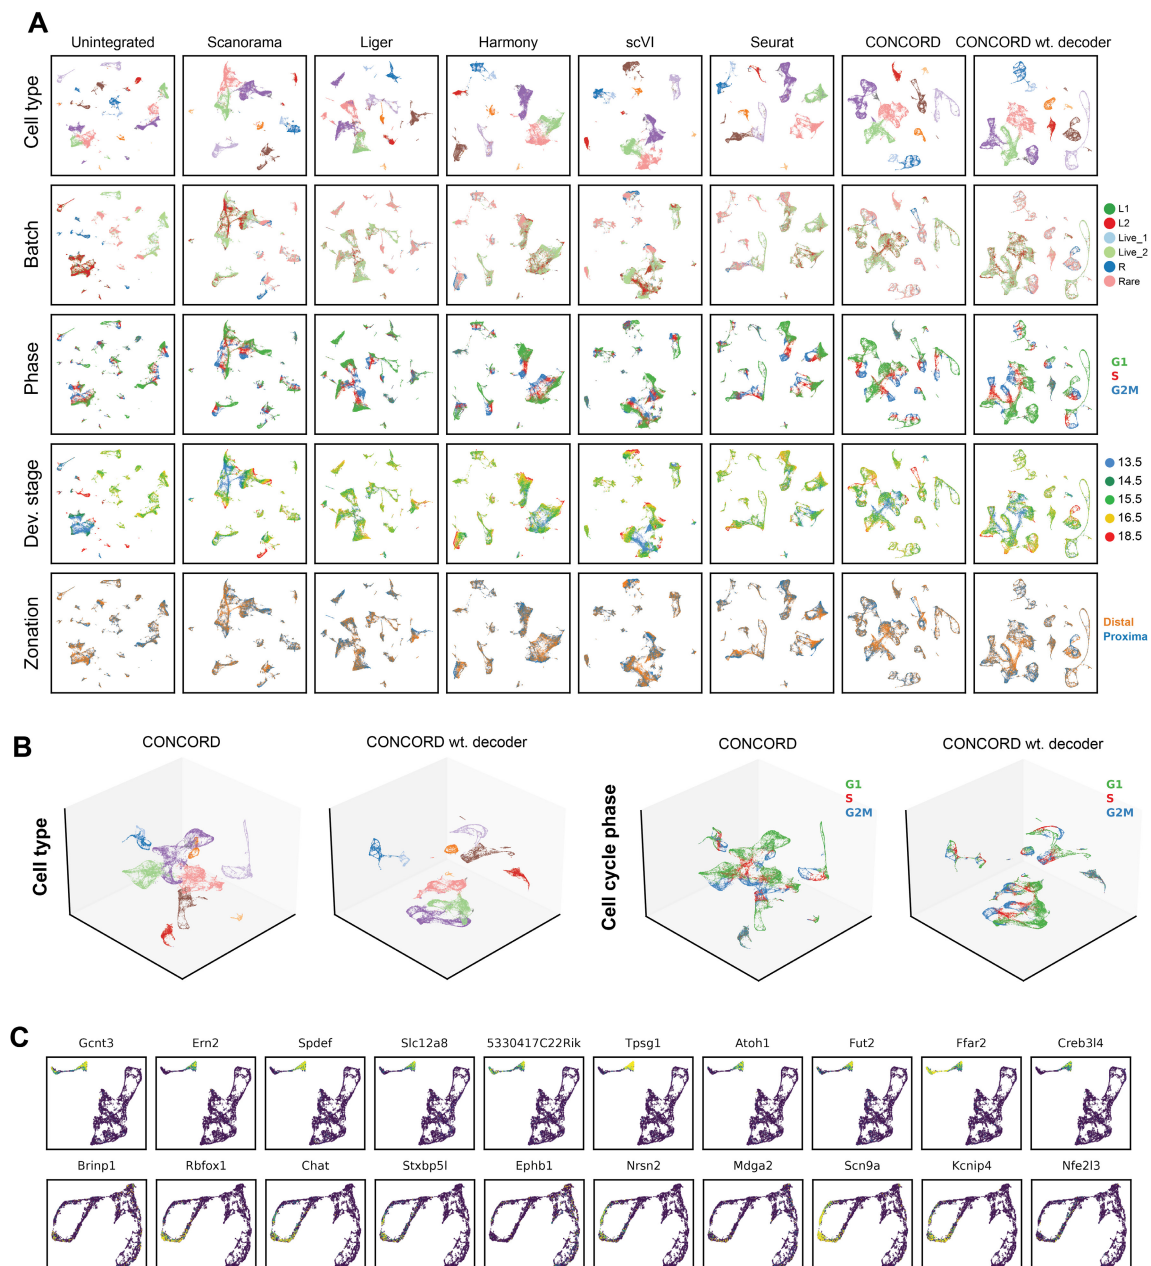 A
Unintegrated Scanorama Liger Harmony scVI Seurat CONCORD CONCORD wt. decoder
Cell type
Batch
L1
L2
Live_1
Live_2
R
Rare
Phase
G1
S
G2M
Dev. stage
13.5
14.5
15.5
16.5
18.5
Zonation
Distal
Proxima
B
CONCORD CONCORD wt. decoder CONCORD CONCORD wt. decoder
Cell type
Cell cycle phase
G1
S
G2M
G1
S
G2M
C
Gcnt3 Ern2 Spdef Slc12a8 5330417C22Rik Tpsg1 Atoh1 Fut2 Ffar2 Creb3l4
Brinp1 Rbfox1 Chat Stxbp5l Ephb1 Nrsn2 Mdga2 Scn9a Kcnip4 Nfe2l3